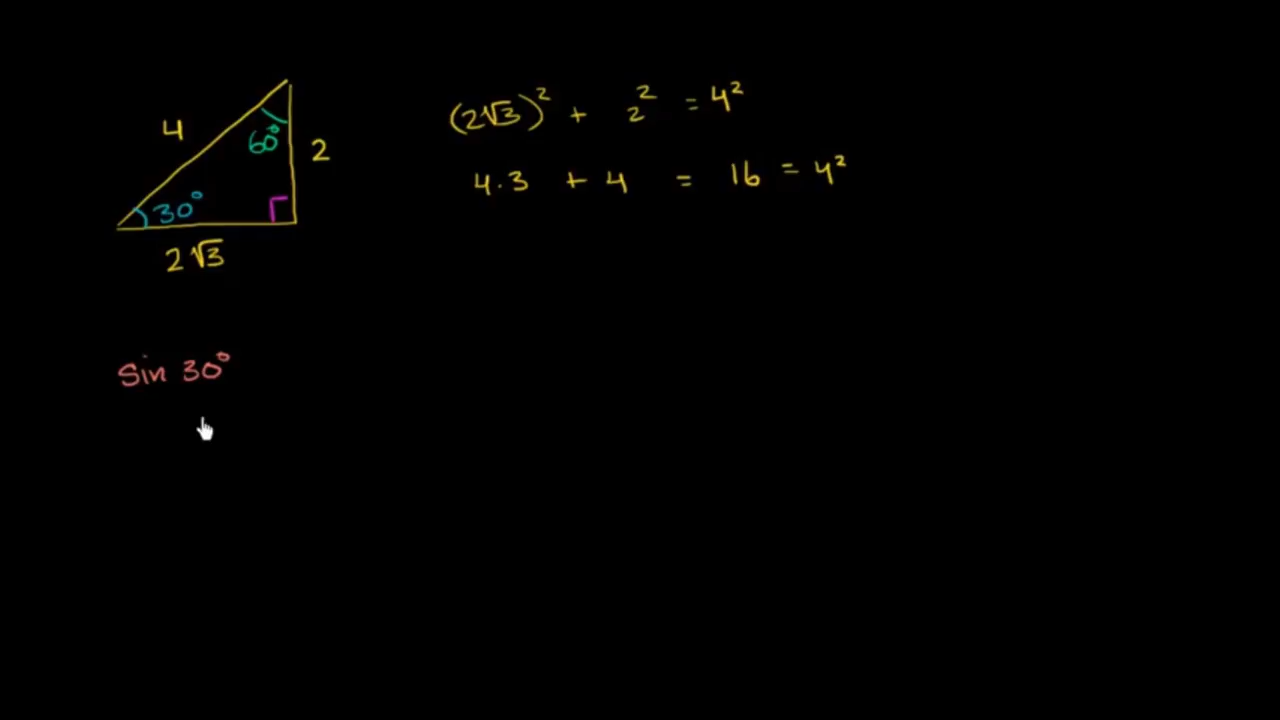 4
60°
2
30°
2√3
(2√3)² + 2² = 4²
4·3 + 4 = 16 = 4²
Sin 30°